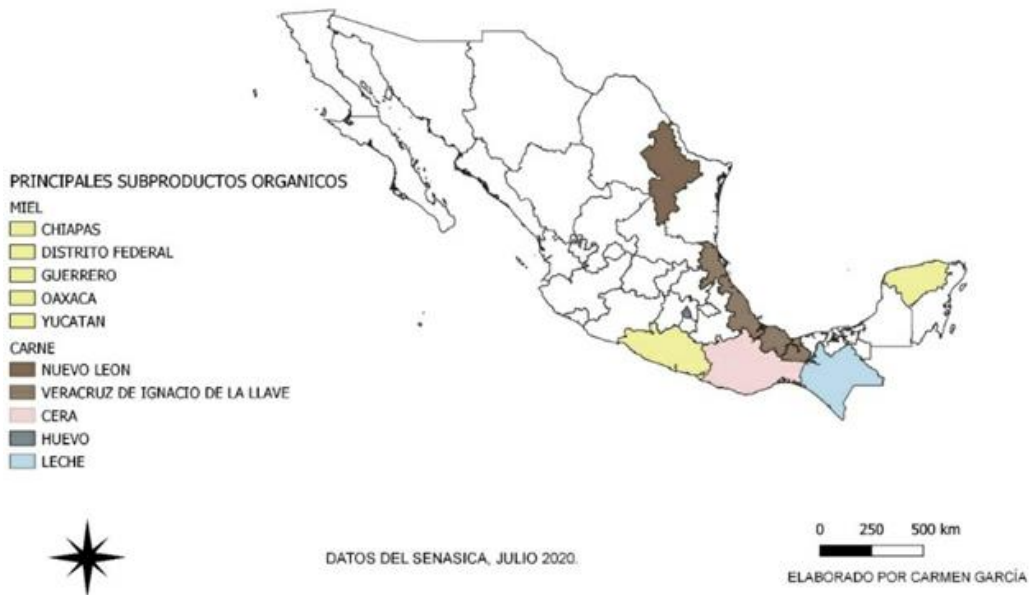 PRINCIPALES SUBPRODUCTOS ORGANICOS
MIEL
CHIAPAS
DISTRITO FEDERAL
GUERRERO
OAXACA
YUCATAN
CARNE
NUEVO LEON
VERACRUZ DE IGNACIO DE LA LLAVE
CERA
HUEVO
LECHE
DATOS DEL SENASICA, JULIO 2020.
0 250 500 km
ELABORADO POR CARMEN GARCÍA